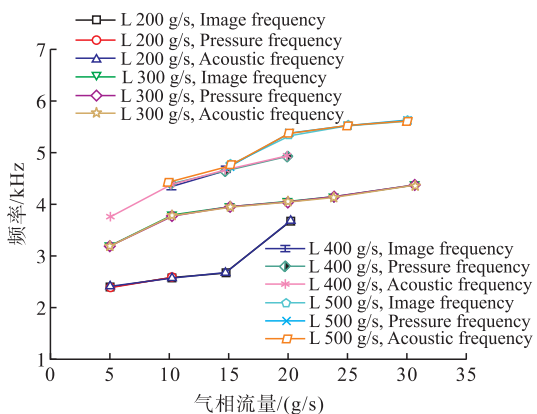 L 200 g/s, Image frequency
L 200 g/s, Pressure frequency
L 200 g/s, Acoustic frequency
L 300 g/s, Image frequency
L 300 g/s, Pressure frequency
L 300 g/s, Acoustic frequency
7
6
5
4
3
2
1
频率/kHz
L 400 g/s, Image frequency
L 400 g/s, Pressure frequency
L 400 g/s, Acoustic frequency
L 500 g/s, Image frequency
L 500 g/s, Pressure frequency
L 500 g/s, Acoustic frequency
0 5 10 15 20 25 30 35
气相流量/(g/s)